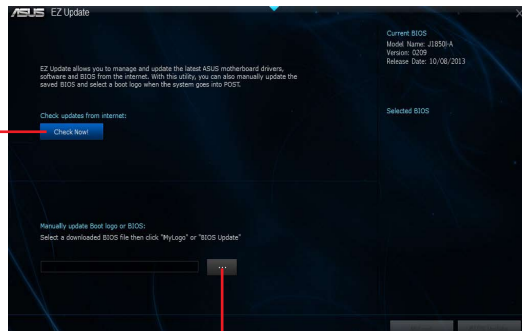 ASUS EZ Update
Current BIOS
Model Name: J1850I-A
Version: 0209
Release Date: 10/08/2013
EZ Update allows you to manage and update the latest ASUS motherboard drivers,
software and BIOS from the internet. With this utility, you can also manually update the
saved BIOS and select a boot logo when the system goes into POST.
Check updates from internet:
Selected BIOS
Check Now!
Manually update Boot logo or BIOS:
Select a downloaded BIOS file then click "MyLogo" or "BIOS Update"
...